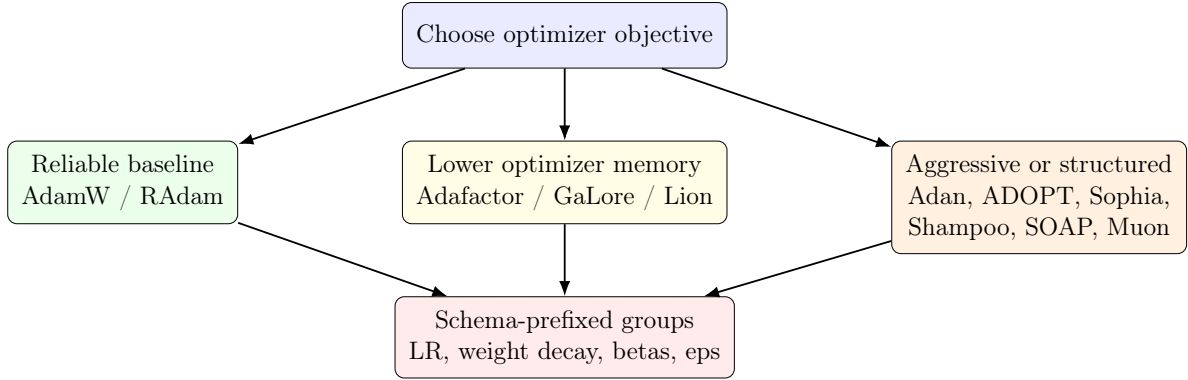 Choose optimizer objective
Reliable baseline
AdamW / RAdam
Lower optimizer memory
Adafactor / GaLore / Lion
Aggressive or structured
Adan, ADOPT, Sophia,
Shampoo, SOAP, Muon
Schema-prefixed groups
LR, weight decay, betas, eps